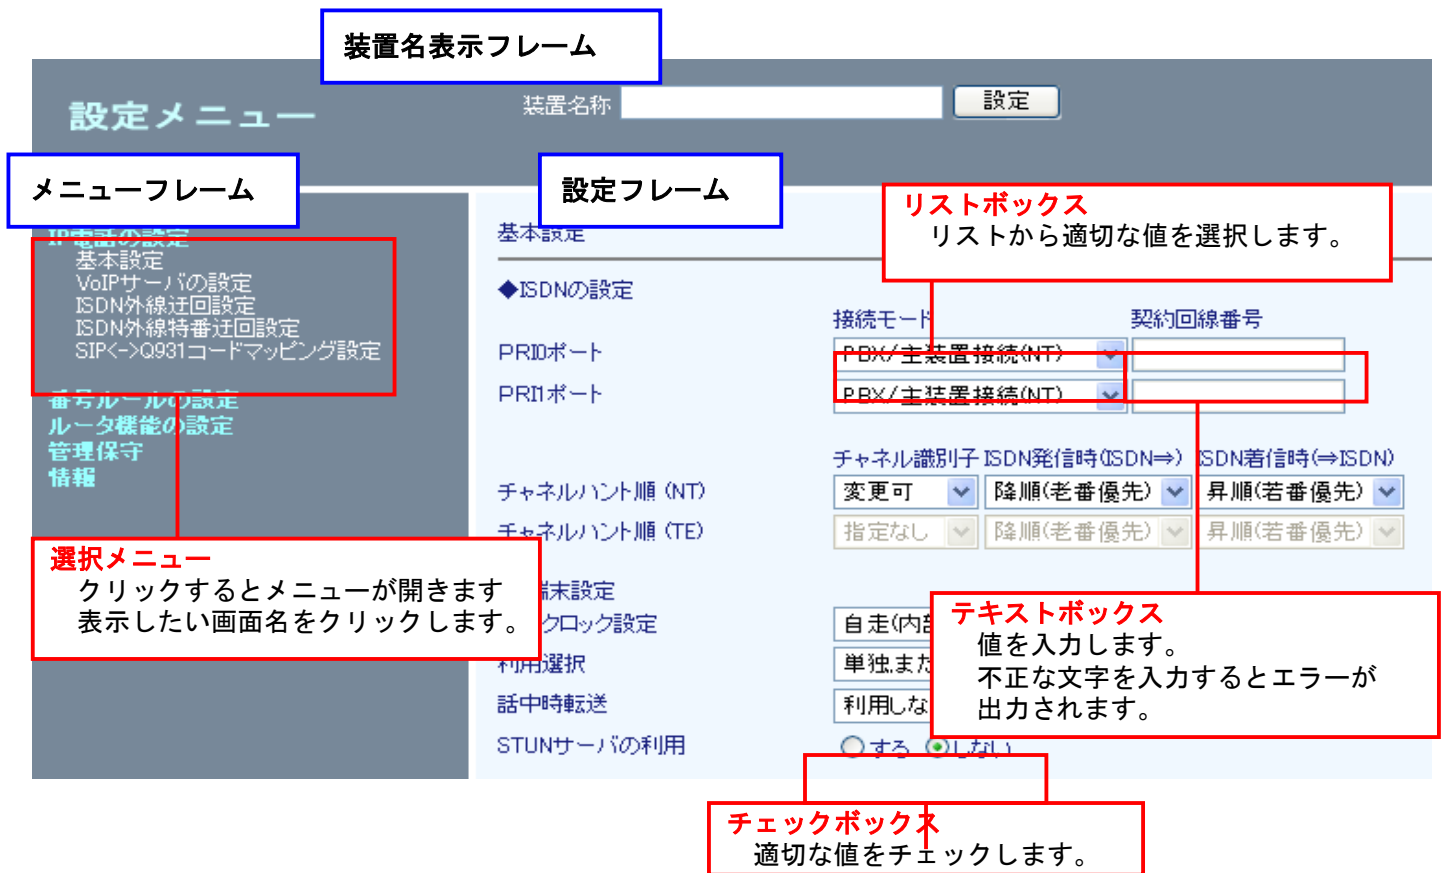 装置名表示フレーム
設定メニュー
装置名称
設定
メニューフレーム
設定フレーム
リストボックス
リストから適切な値を選択します。
IP電話の設定
基本設定
VoIPサーバの設定
ISDN外線迂回設定
ISDN外線特番迂回設定
SIP<->Q931コードマッピング設定
番号ルールの設定
ルータ機能の設定
管理保守
情報
基本設定
◆ISDNの設定
接続モード 契約回線番号
PRI0ポート PBX/主装置接続(NT)
PRI1ポート PBX/主装置接続(NT)
チャネル識別子 ISDN発信時(ISDN⇒) ISDN着信時(⇒ISDN)
チャネルハント順 (NT) 変更可 降順(老番優先) 昇順(若番優先)
チャネルハント順 (TE) 指定なし 降順(老番優先) 昇順(若番優先)
選択メニュー
クリックするとメニューが開きます
表示したい画面名をクリックします。
端末設定
クロック設定 自走(内部
利用選択 単独また
話中時転送 利用しな
STUNサーバの利用 する しない
テキストボックス
値を入力します。
不正な文字を入力するとエラーが
出力されます。
チェックボックス
適切な値をチェックします。